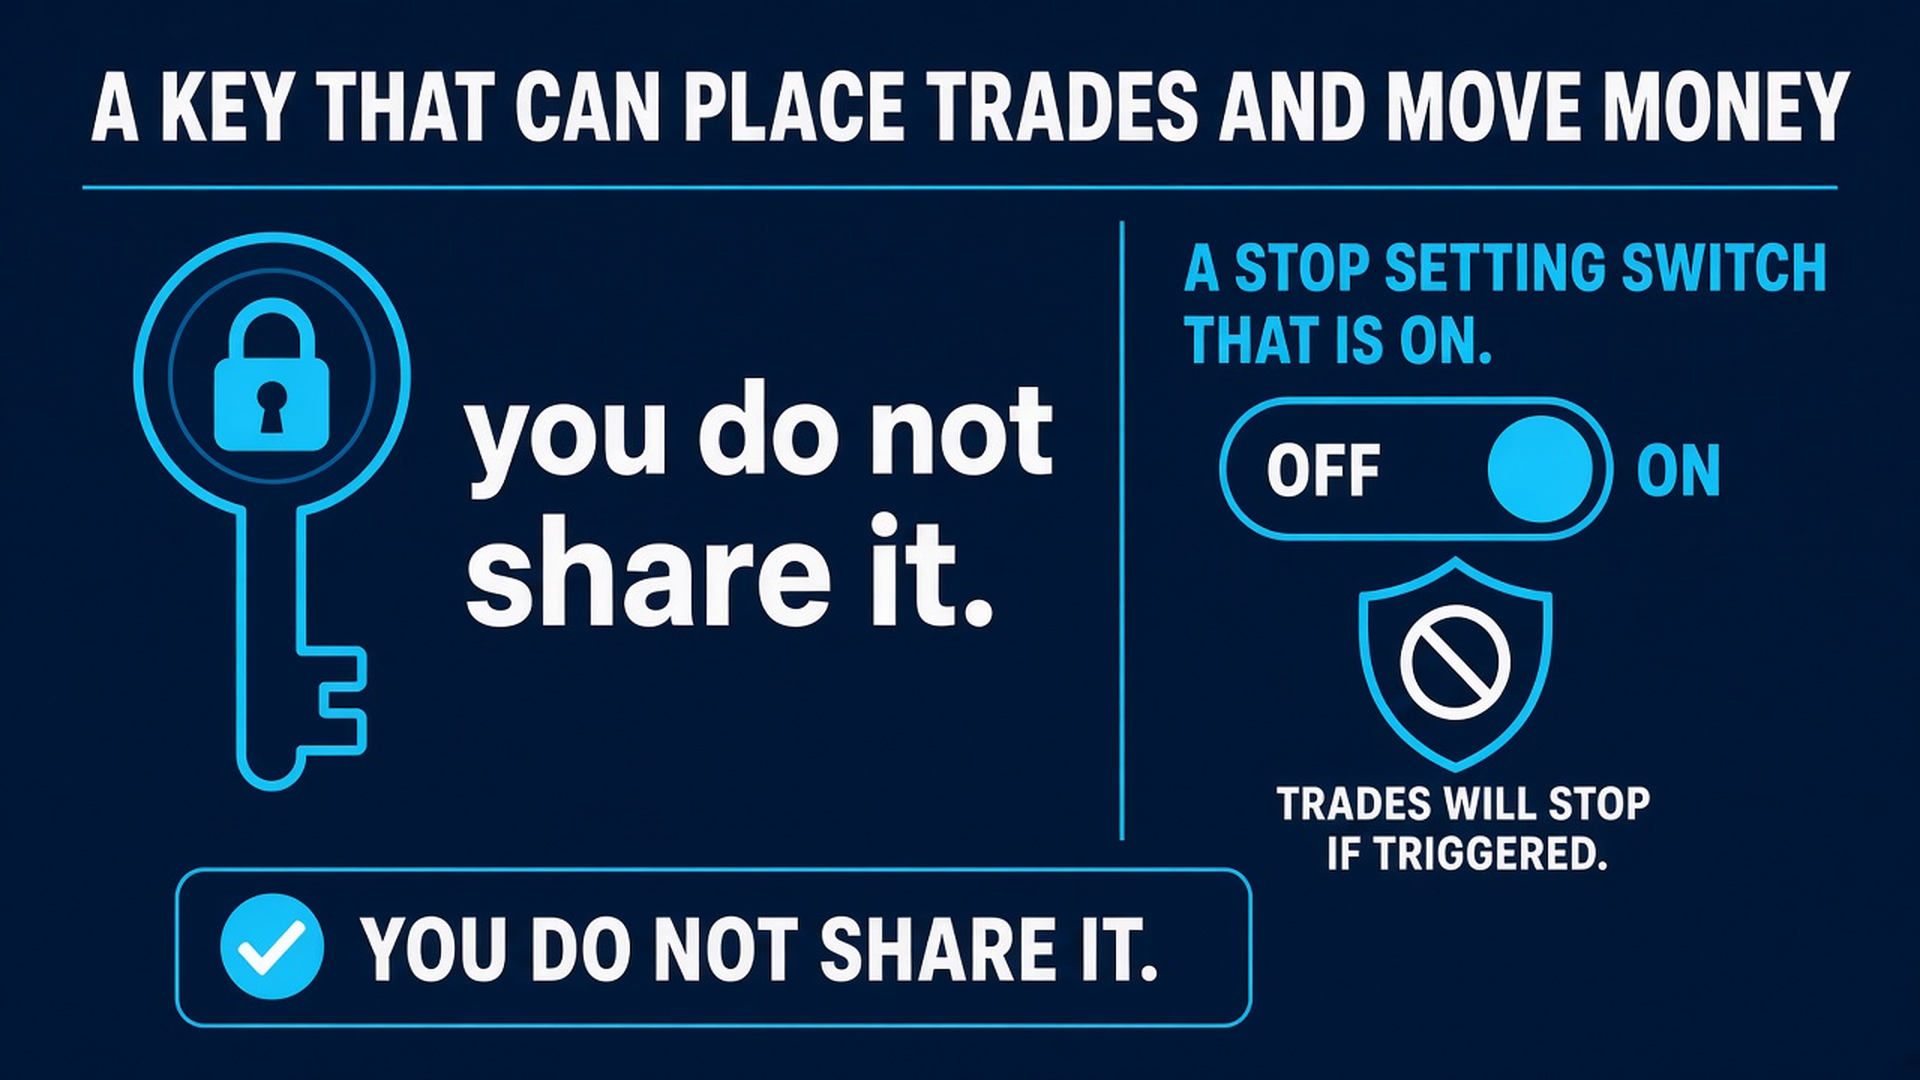 A KEY THAT CAN PLACE TRADES AND MOVE MONEY
you do not
share it.
A STOP SETTING SWITCH
THAT IS ON.
OFF ON
TRADES WILL STOP
IF TRIGGERED.
YOU DO NOT SHARE IT.